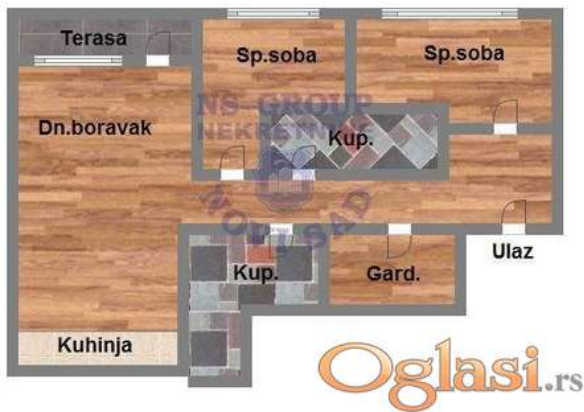 Terasa
Sp.soba
Sp.soba
Dn.boravak
NS-GROUP
NEKRETNINE
Kup.
NOVI SAD
Ulaz
Kup.
Gard.
Kuhinja
Oglasi.rs